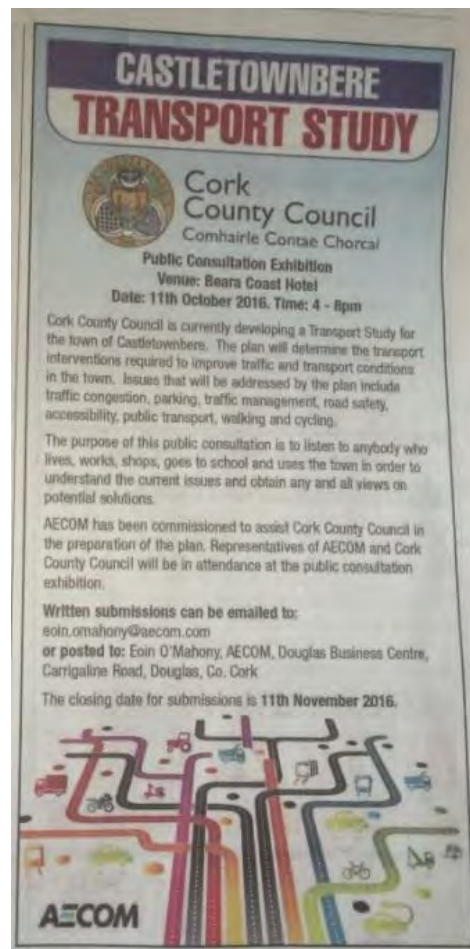 CASTLETOWNBERE
TRANSPORT STUDY
Cork
County Council
Comhairle Contae Chorcaí
Public Consultation Exhibition
Venue: Beara Coast Hotel
Date: 11th October 2016. Time: 4 - 8pm
Cork County Council is currently developing a Transport Study for
the town of Castletownbere. The plan will determine the transport
interventions required to improve traffic and transport conditions
in the town. Issues that will be addressed by the plan include
traffic congestion, parking, traffic management, road safety,
accessibility, public transport, walking and cycling.
The purpose of this public consultation is to listen to anybody who
lives, works, shops, goes to school and uses the town in order to
understand the current issues and obtain any and all views on
potential solutions.
AECOM has been commissioned to assist Cork County Council in
the preparation of the plan. Representatives of AECOM and Cork
County Council will be in attendance at the public consultation
exhibition.
Written submissions can be emailed to:
eoin.omahony@aecom.com
or posted to: Eoin O'Mahony, AECOM, Douglas Business Centre,
Carrigaline Road, Douglas, Co. Cork
The closing date for submissions is 11th November 2016.
AECOM